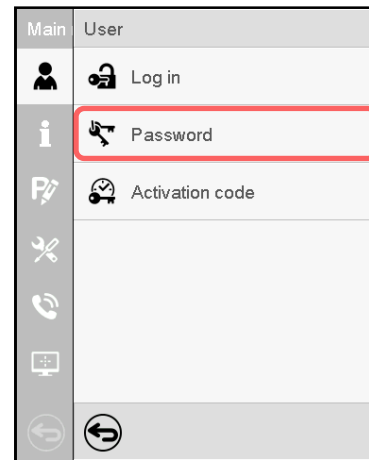 Main
User
Log in
Password
Activation code